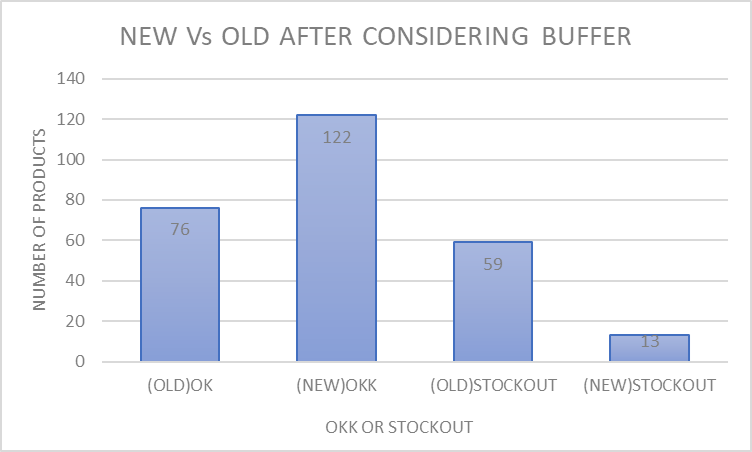 NEW Vs OLD AFTER CONSIDERING BUFFER
140
120
100
80
60
40
20
0
NUMBER OF PRODUCTS
76
122
59
13
(OLD)OK
(NEW)OKK
(OLD)STOCKOUT
(NEW)STOCKOUT
OKK OR STOCKOUT